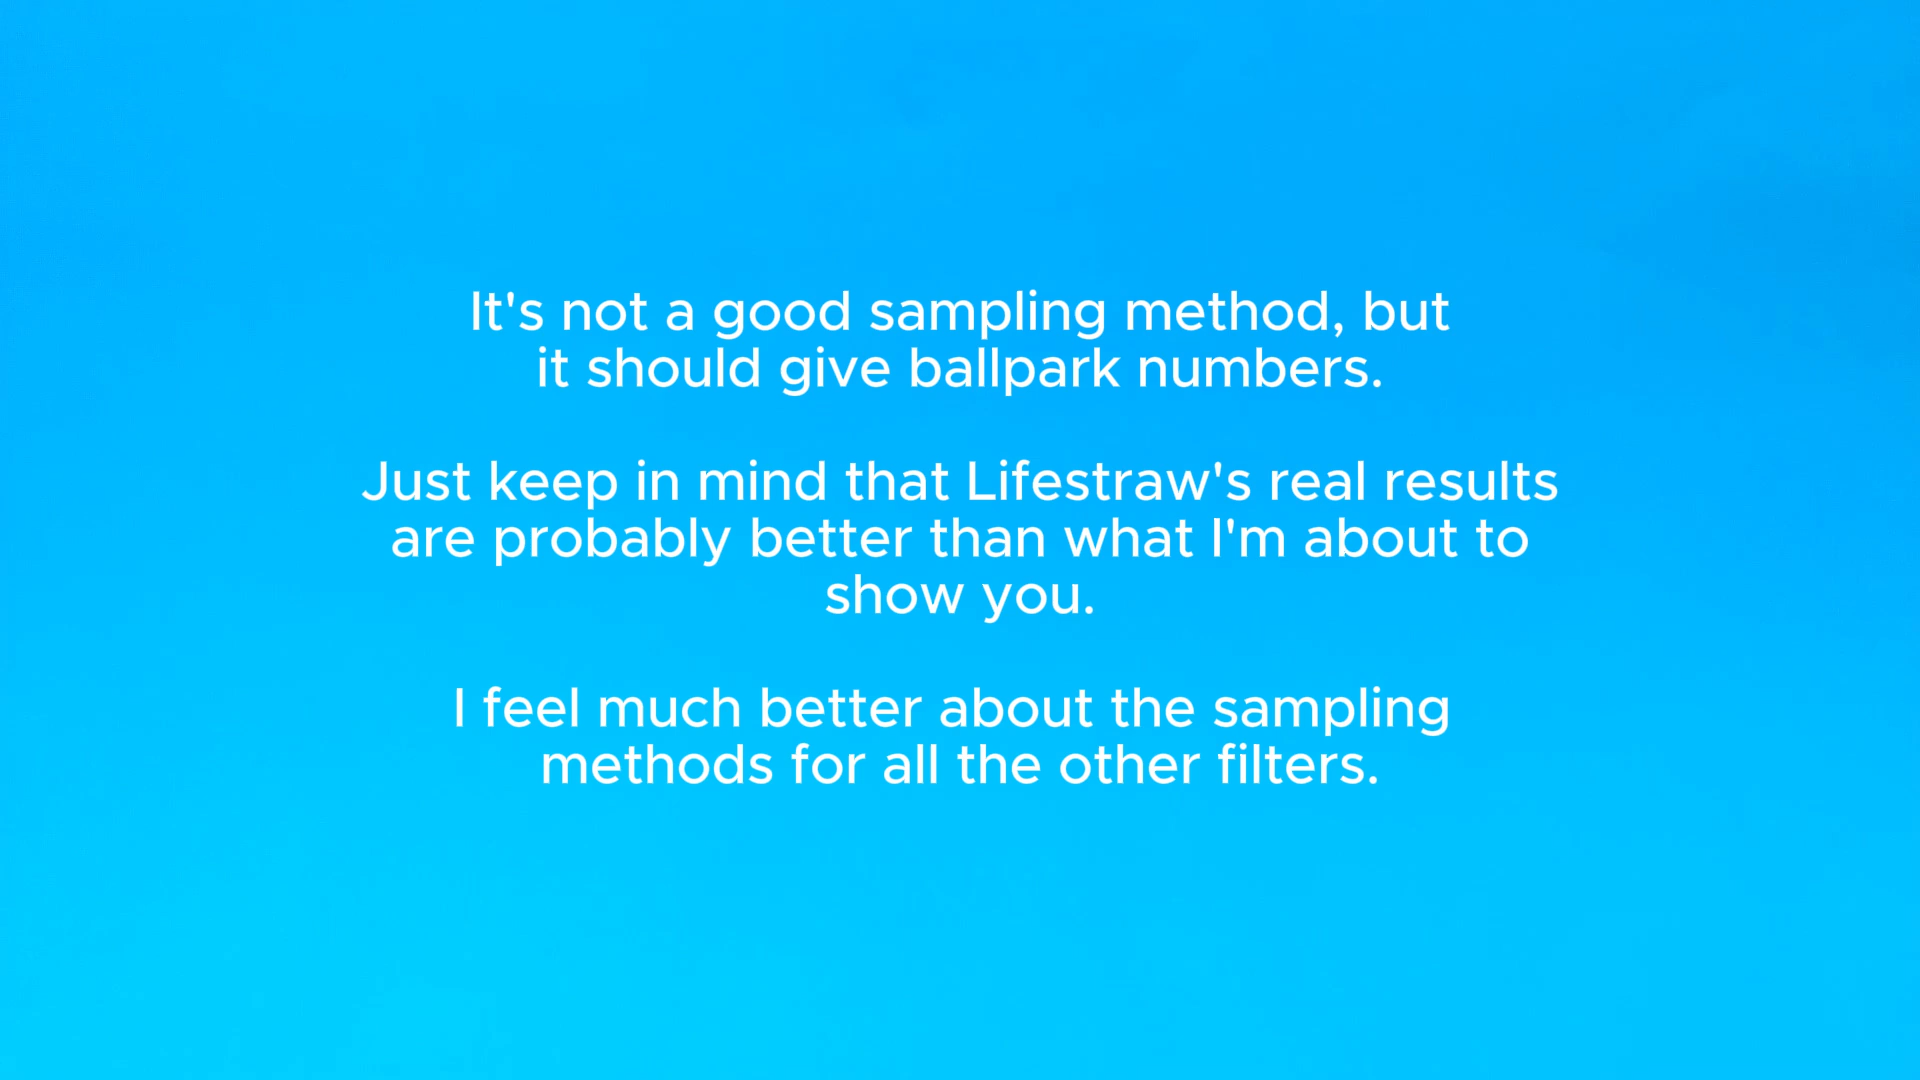 It's not a good sampling method, but
it should give ballpark numbers.
Just keep in mind that Lifestraw's real results
are probably better than what I'm about to
show you.
I feel much better about the sampling
methods for all the other filters.